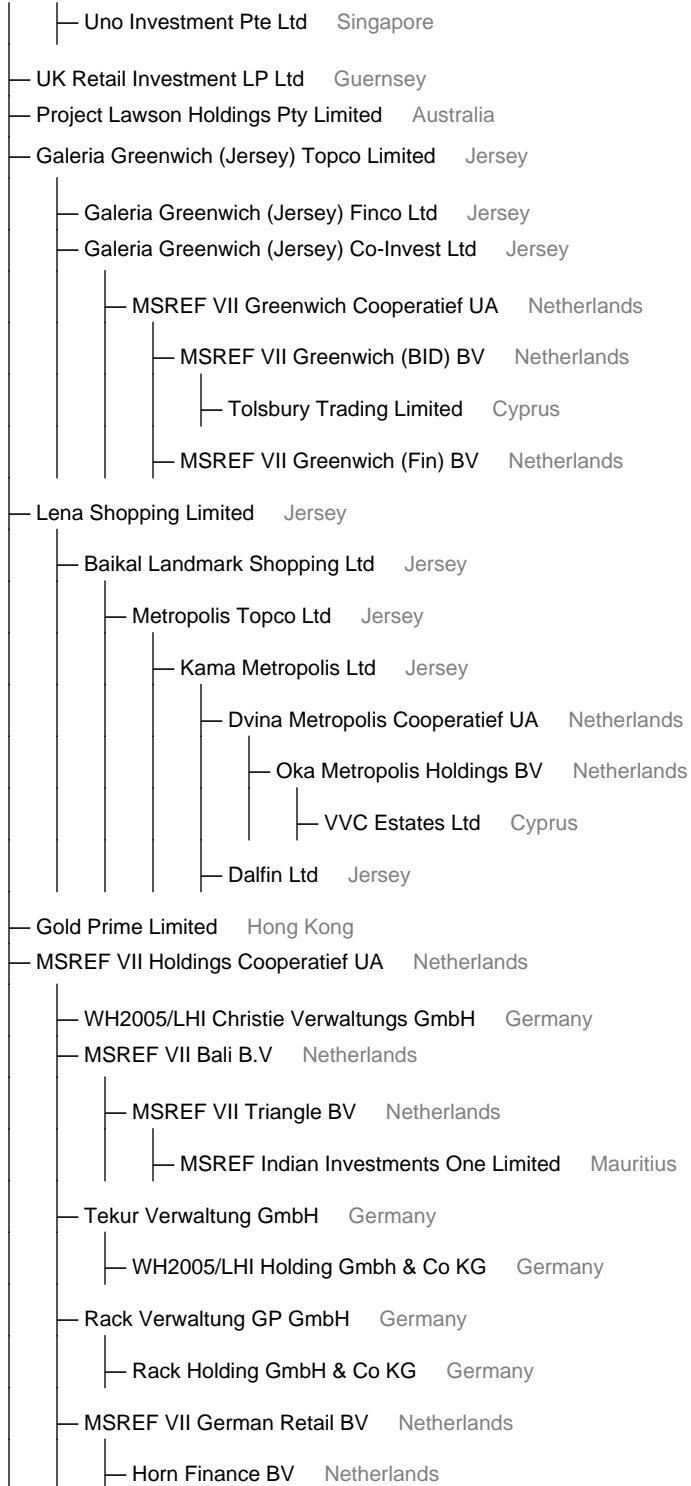 Uno Investment Pte Ltd Singapore
UK Retail Investment LP Ltd Guernsey
Project Lawson Holdings Pty Limited Australia
Galeria Greenwich (Jersey) Topco Limited Jersey
Galeria Greenwich (Jersey) Finco Ltd Jersey
Galeria Greenwich (Jersey) Co-Invest Ltd Jersey
MSREF VII Greenwich Cooperatief UA Netherlands
MSREF VII Greenwich (BID) BV Netherlands
Tolsbury Trading Limited Cyprus
MSREF VII Greenwich (Fin) BV Netherlands
Lena Shopping Limited Jersey
Baikal Landmark Shopping Ltd Jersey
Metropolis Topco Ltd Jersey
Kama Metropolis Ltd Jersey
Dvina Metropolis Cooperatief UA Netherlands
Oka Metropolis Holdings BV Netherlands
VVC Estates Ltd Cyprus
Dalfin Ltd Jersey
Gold Prime Limited Hong Kong
MSREF VII Holdings Cooperatief UA Netherlands
WH2005/LHI Christie Verwaltungs GmbH Germany
MSREF VII Bali B.V Netherlands
MSREF VII Triangle BV Netherlands
MSREF Indian Investments One Limited Mauritius
Tekur Verwaltung GmbH Germany
WH2005/LHI Holding Gmbh & Co KG Germany
Rack Verwaltung GP GmbH Germany
Rack Holding GmbH & Co KG Germany
MSREF VII German Retail BV Netherlands
Horn Finance BV Netherlands